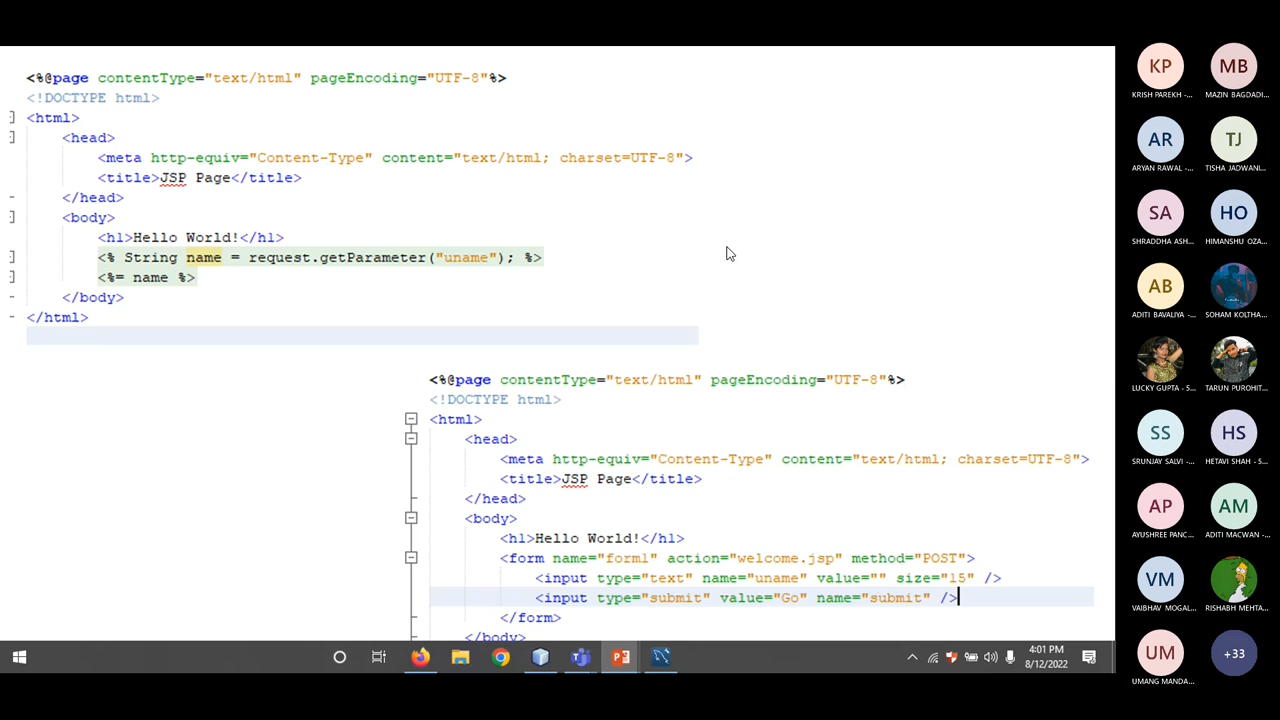 <%@page contentType="text/html" pageEncoding="UTF-8"%>
<!DOCTYPE html>
<html>
<head>
<meta http-equiv="Content-Type" content="text/html; charset=UTF-8">
<title>JSP Page</title>
</head>
<body>
<h1>Hello World!</h1>
<% String name = request.getParameter("uname"); %>
<%= name %>
</body>
</html>
<%@page contentType="text/html" pageEncoding="UTF-8"%>
<!DOCTYPE html>
<html>
<head>
<meta http-equiv="Content-Type" content="text/html; charset=UTF-8">
<title>JSP Page</title>
</head>
<body>
<h1>Hello World!</h1>
<form name="form1" action="welcome.jsp" method="POST">
<input type="text" name="uname" value="" size="15" />
<input type="submit" value="Go" name="submit" />
</form>
</body>
4:01 PM
8/12/2022
KP MB
KRISH PAREKH -... MAZIN BAGDADI...
AR TJ
ARYAN RAWAL -... TISHA JADWANI...
SA HO
SHRADDHA ASH... HIMANSHU OZA...
AB
ADITI BAVALIYA -... SOHAM KOLTHA...
LUCKY GUPTA - 5... TARUN PUROHIT...
SS HS
SRUNJAY SALVI -... HETAVI SHAH - 5...
AP AM
AYUSHREE PANC... ADITI MACWAN -...
VM
VAIBHAV MOGAL... RISHABH MEHTA...
UM +33
UMANG MANDA...